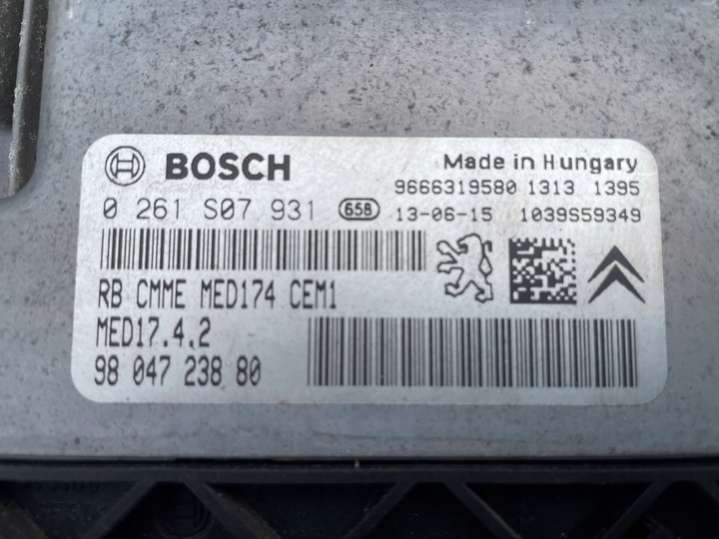 BOSCH
Made in Hungary
9666319580 1313 1395
0 261 S07 931 658 13-06-15 1039S59349
RB CMME MED174 CEM1
MED17.4.2
98 047 238 80